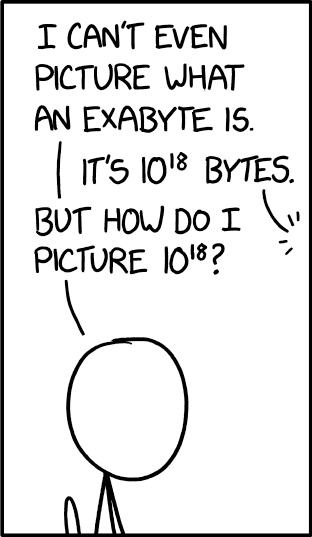 I CAN'T EVEN
PICTURE WHAT
AN EXABYTE IS.
IT'S 10¹⁸ BYTES.
BUT HOW DO I
PICTURE 10¹⁸?